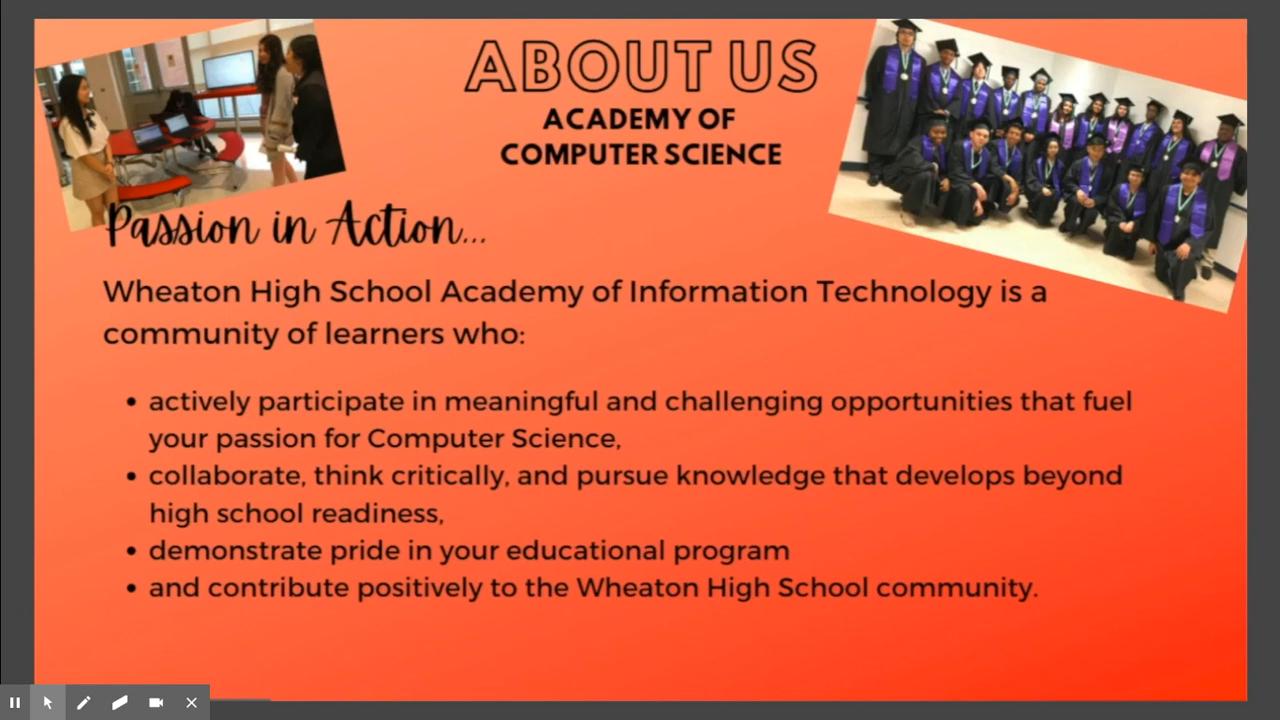 ABOUT US
ACADEMY OF
COMPUTER SCIENCE
Passion in Action...
Wheaton High School Academy of Information Technology is a
community of learners who:
• actively participate in meaningful and challenging opportunities that fuel
your passion for Computer Science,
• collaborate, think critically, and pursue knowledge that develops beyond
high school readiness,
• demonstrate pride in your educational program
• and contribute positively to the Wheaton High School community.